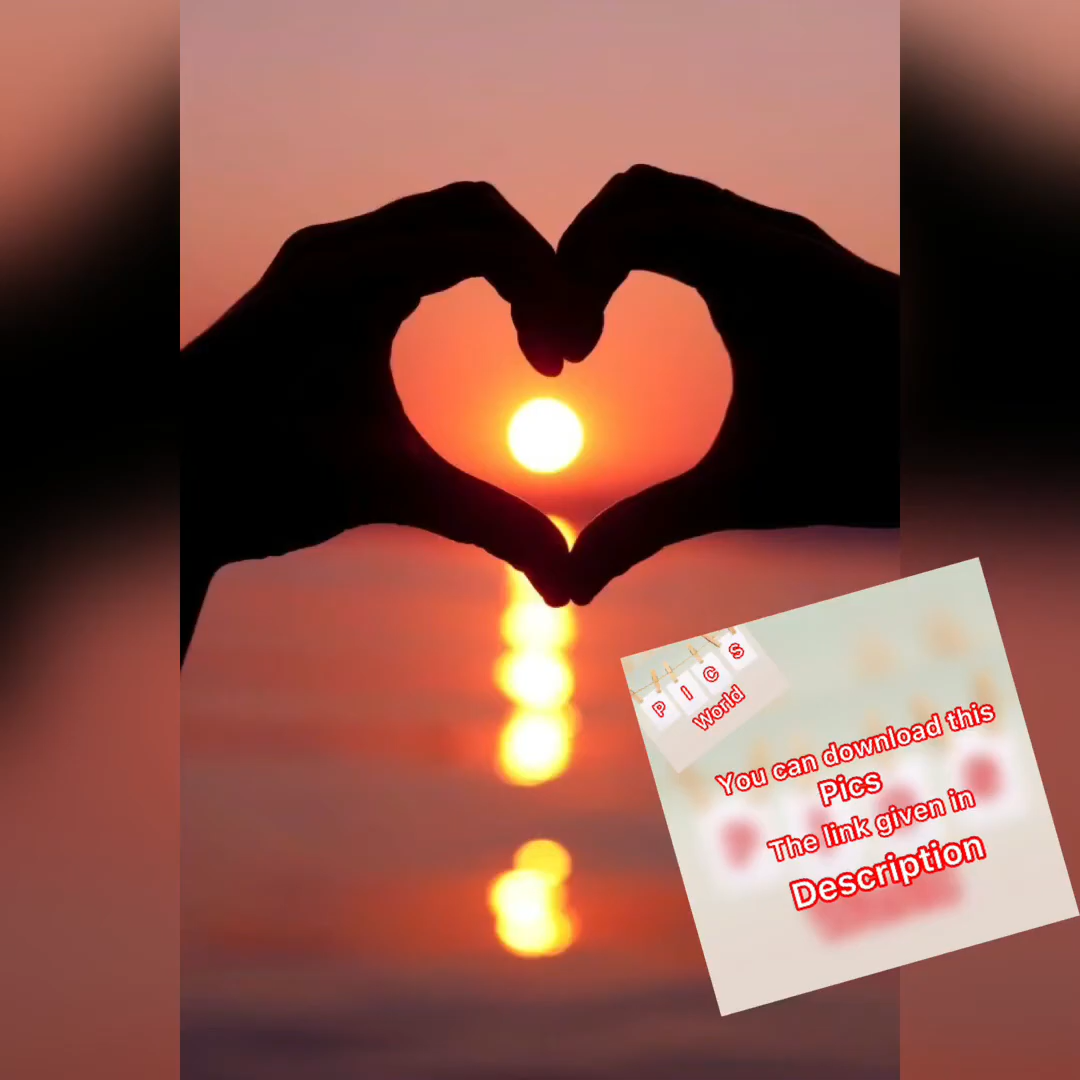 P I C S
World
You can download this
Pics
The link given in
Description